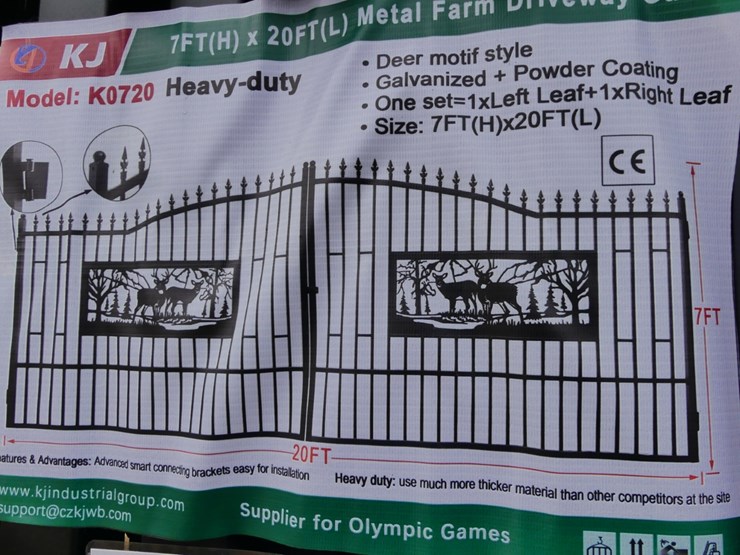 KJ
7FT(H) x 20FT(L) Metal Farm Driveway
Model: K0720 Heavy-duty
• Deer motif style
• Galvanized + Powder Coating
• One set=1xLeft Leaf+1xRight Leaf
• Size: 7FT(H)x20FT(L)
CE
7FT
20FT
atures & Advantages: Advanced smart connecting brackets easy for installation
Heavy duty: use much more thicker material than other competitors at the site
www.kjindustrialgroup.com
support@czkjwb.com
Supplier for Olympic Games